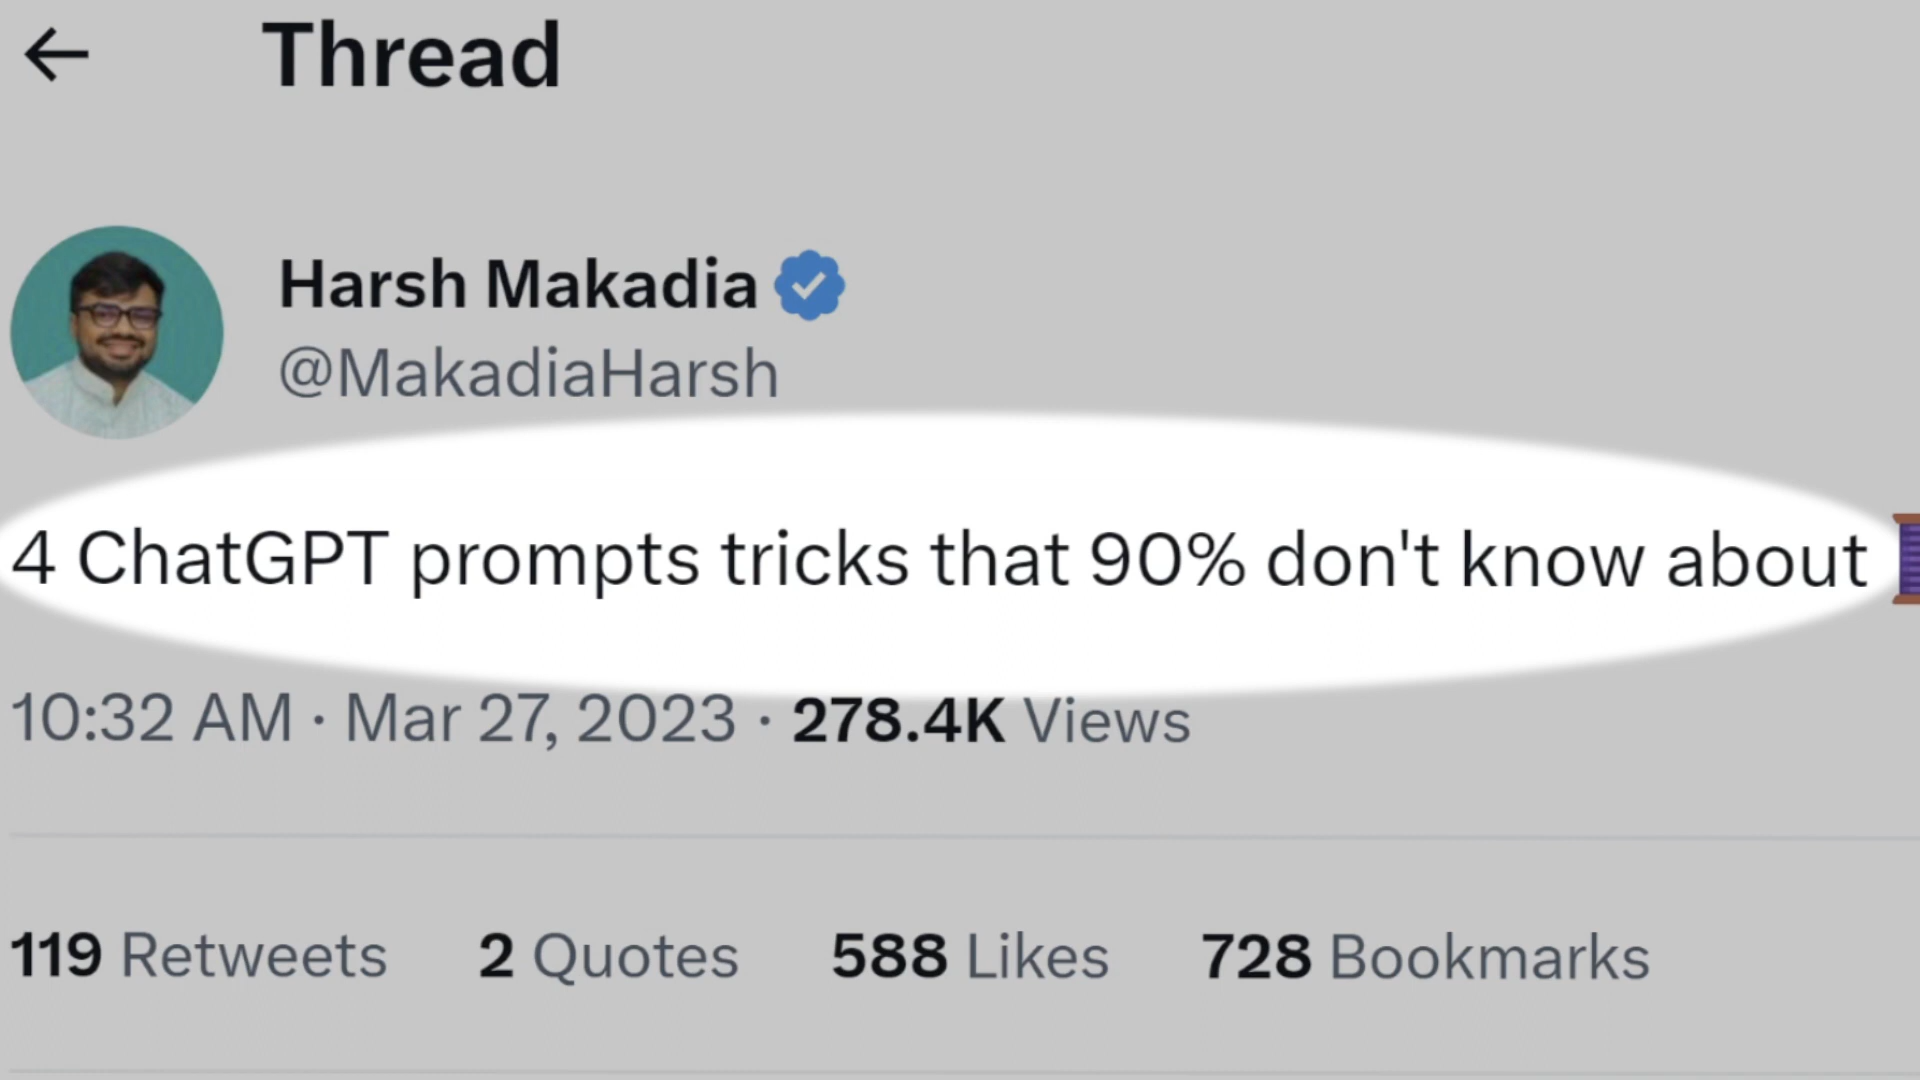 Thread
Harsh Makadia
@MakadiaHarsh
4 ChatGPT prompts tricks that 90% don't know about
10:32 AM · Mar 27, 2023 · 278.4K Views
119 Retweets 2 Quotes 588 Likes 728 Bookmarks